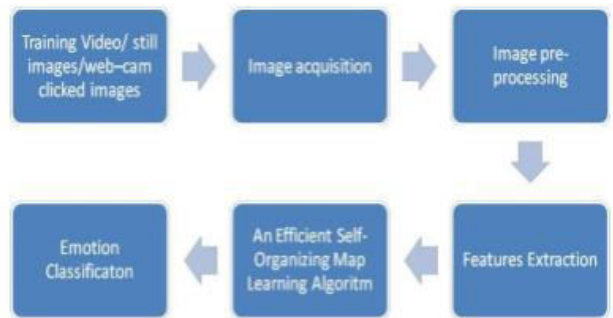 Training Video/ still
images/web–cam
clicked images
Image acquisition
Image pre-
processing
Features Extraction
An Efficient Self-
Organizing Map
Learning Algoritm
Emotion
Classificaton